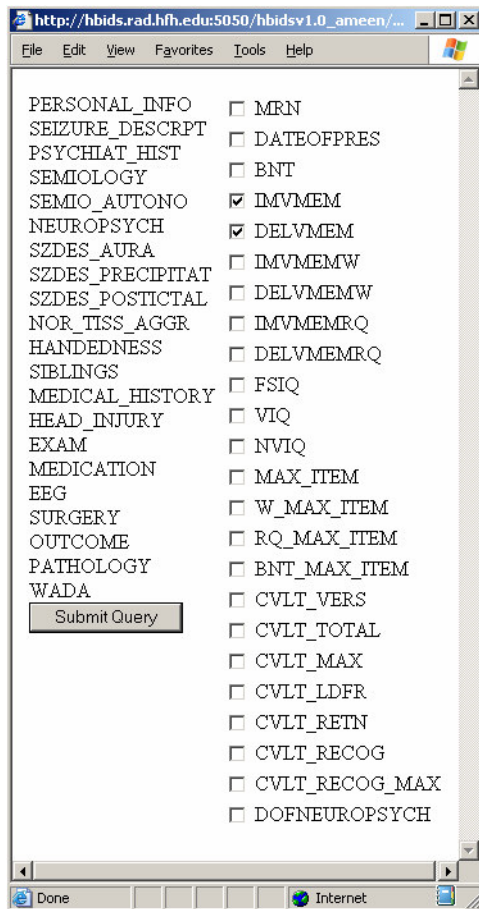 http://hbids.rad.hfh.edu:5050/hbidsv1.0_ameen/...
File Edit View Favorites Tools Help
PERSONAL_INFO
SEIZURE_DESCRPT
PSYCHIAT_HIST
SEMIOLOGY
SEMIO_AUTONO
NEUROPSYCH
SZDES_AURA
SZDES_PRECIPITAT
SZDES_POSTICTAL
NOR_TISS_AGGR
HANDEDNESS
SIBLINGS
MEDICAL_HISTORY
HEAD_INJURY
EXAM
MEDICATION
EEG
SURGERY
OUTCOME
PATHOLOGY
WADA
Submit Query
MRN
DATEOFPRES
BNT
IMVMEM
DELVMEM
IMVMEMW
DELVMEMW
IMVMEMRQ
DELVMEMRQ
FSIQ
VIQ
NVIQ
MAX_ITEM
W_MAX_ITEM
RQ_MAX_ITEM
BNT_MAX_ITEM
CVLT_VERS
CVLT_TOTAL
CVLT_MAX
CVLT_LDFR
CVLT_RETN
CVLT_RECOG
CVLT_RECOG_MAX
DOFNEUROPSYCH
Done Internet